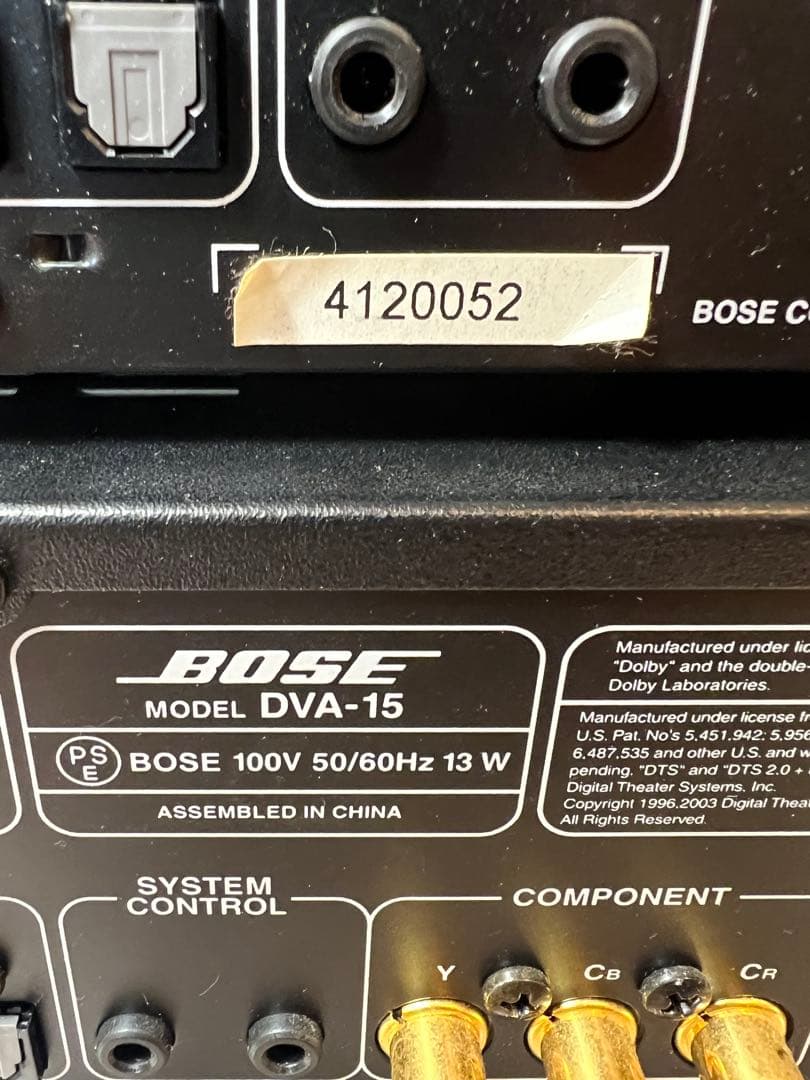 4120052
BOSE
BOSE
MODEL DVA-15
PSE BOSE 100V 50/60Hz 13 W
ASSEMBLED IN CHINA
Manufactured under
"Dolby" and the double-
Dolby Laboratories.
Manufactured under license
U.S. Pat. No's 5,451,942; 5,956
6,487,535 and other U.S. and
pending. "DTS" and "DTS 2.0 +
Digital Theater Systems, Inc.
Copyright 1996,2003 Digital
All Rights Reserved.
SYSTEM
CONTROL
COMPONENT
Y CB CR